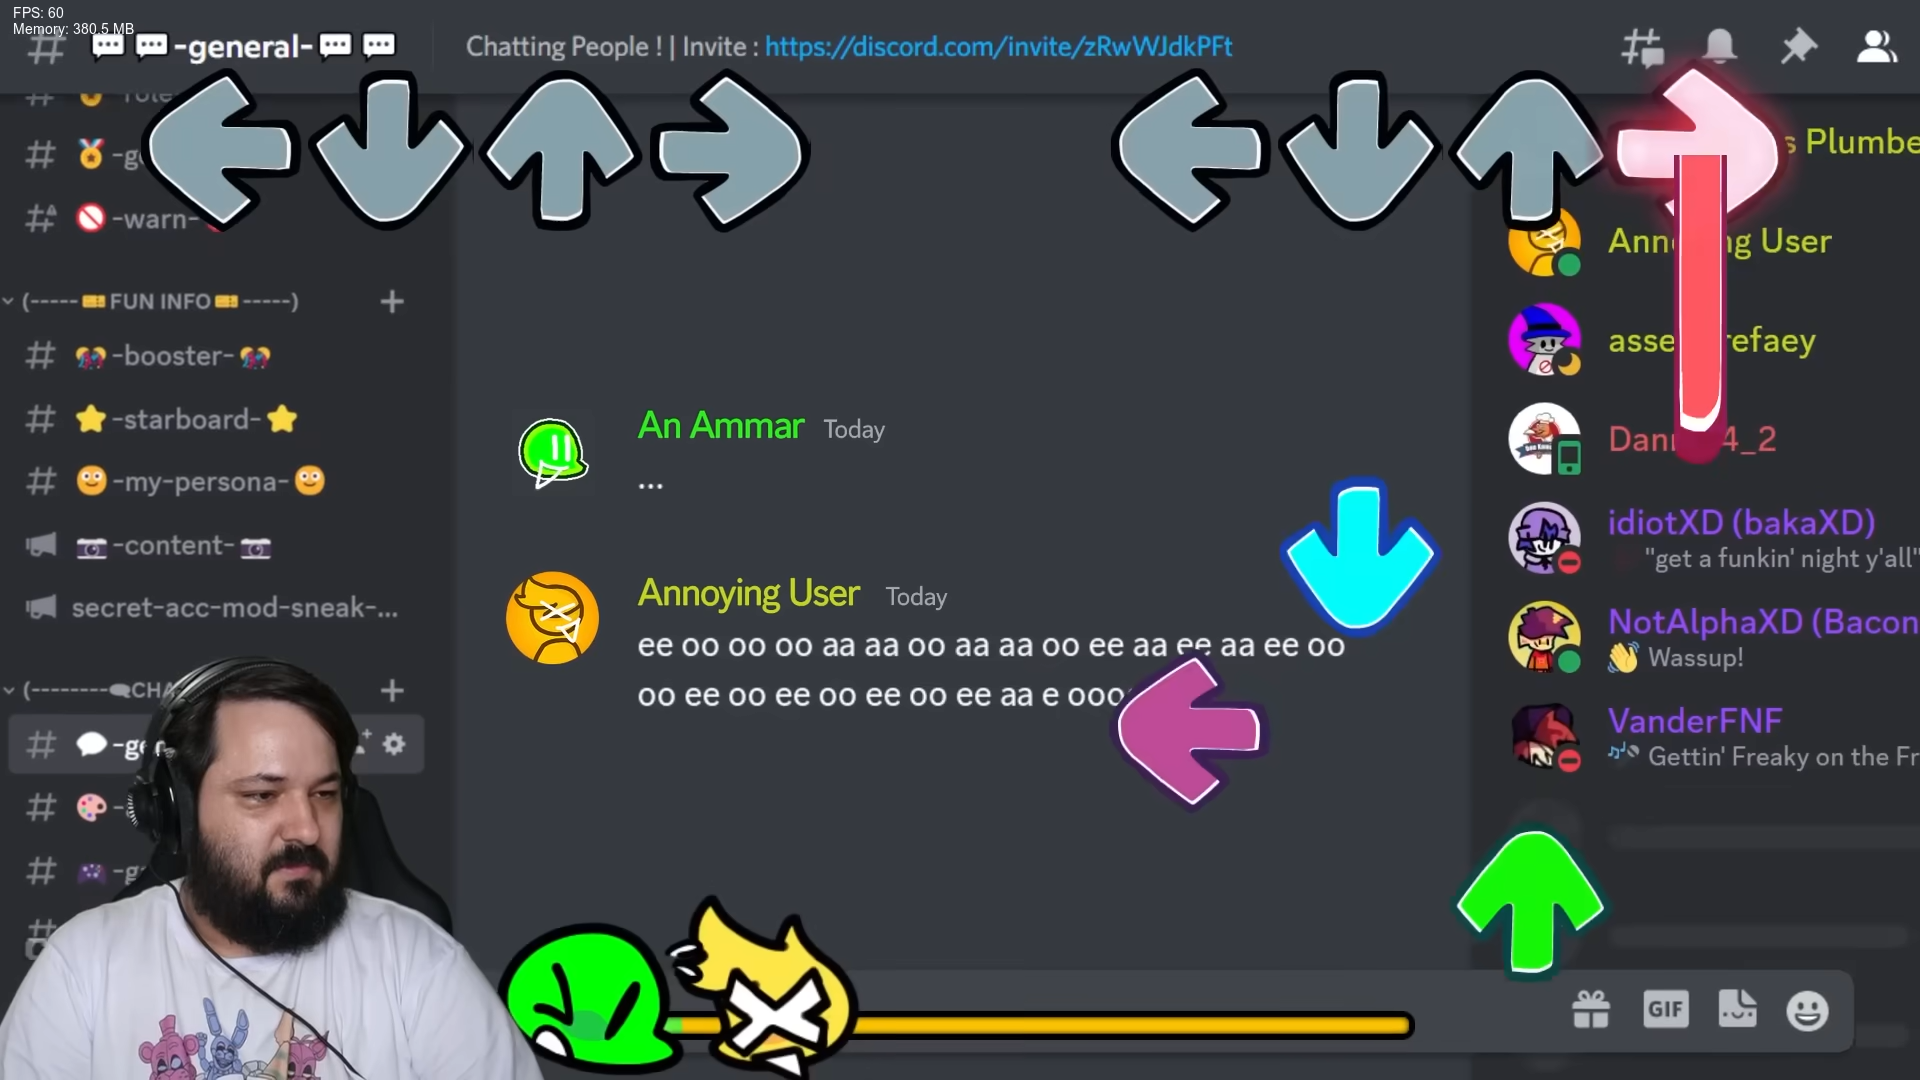 FPS: 60
Memory: 380.5 MB
-general-
Chatting People ! | Invite : https://discord.com/invite/zRwWJdkPFt
-warn-
(-----FUN INFO-----)
-booster-
-starboard-
-my-persona-
-content-
secret-acc-mod-sneak-...
An Ammar Today
...
Annoying User Today
ee oo oo oo aa aa oo aa aa oo ee aa ee aa ee oo
oo ee oo ee oo ee oo ee aa e ooo
s Plumbe
Annoying User
refaey
4_2
idiotXD (bakaXD)
"get a funkin' night y'all"
NotAlphaXD (Bacon
Wassup!
VanderFNF
Gettin' Freaky on the Fr
GIF